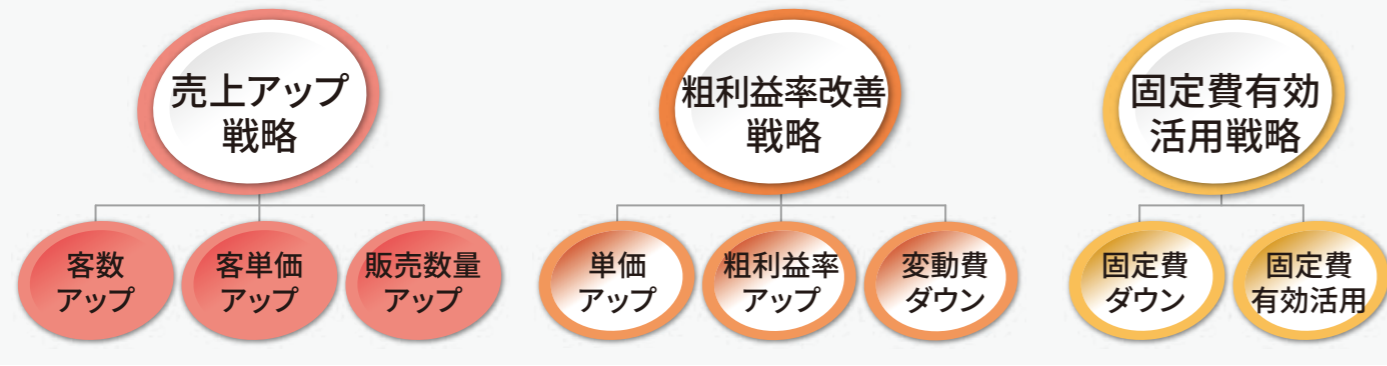 売上アップ
戦略
粗利益率改善
戦略
固定費有効
活用戦略
客数
アップ
客単価
アップ
販売数量
アップ
単価
アップ
粗利益率
アップ
変動費
ダウン
固定費
ダウン
固定費
有効活用